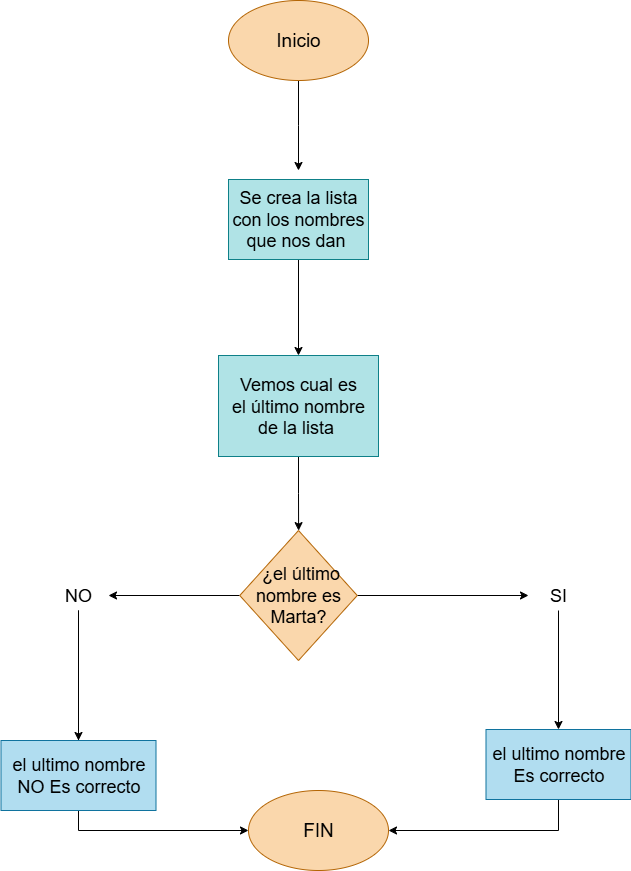 Inicio
Se crea la lista
con los nombres
que nos dan
Vemos cual es
el último nombre
de la lista
¿el último
nombre es
Marta?
NO
SI
el ultimo nombre
NO Es correcto
el ultimo nombre
Es correcto
FIN